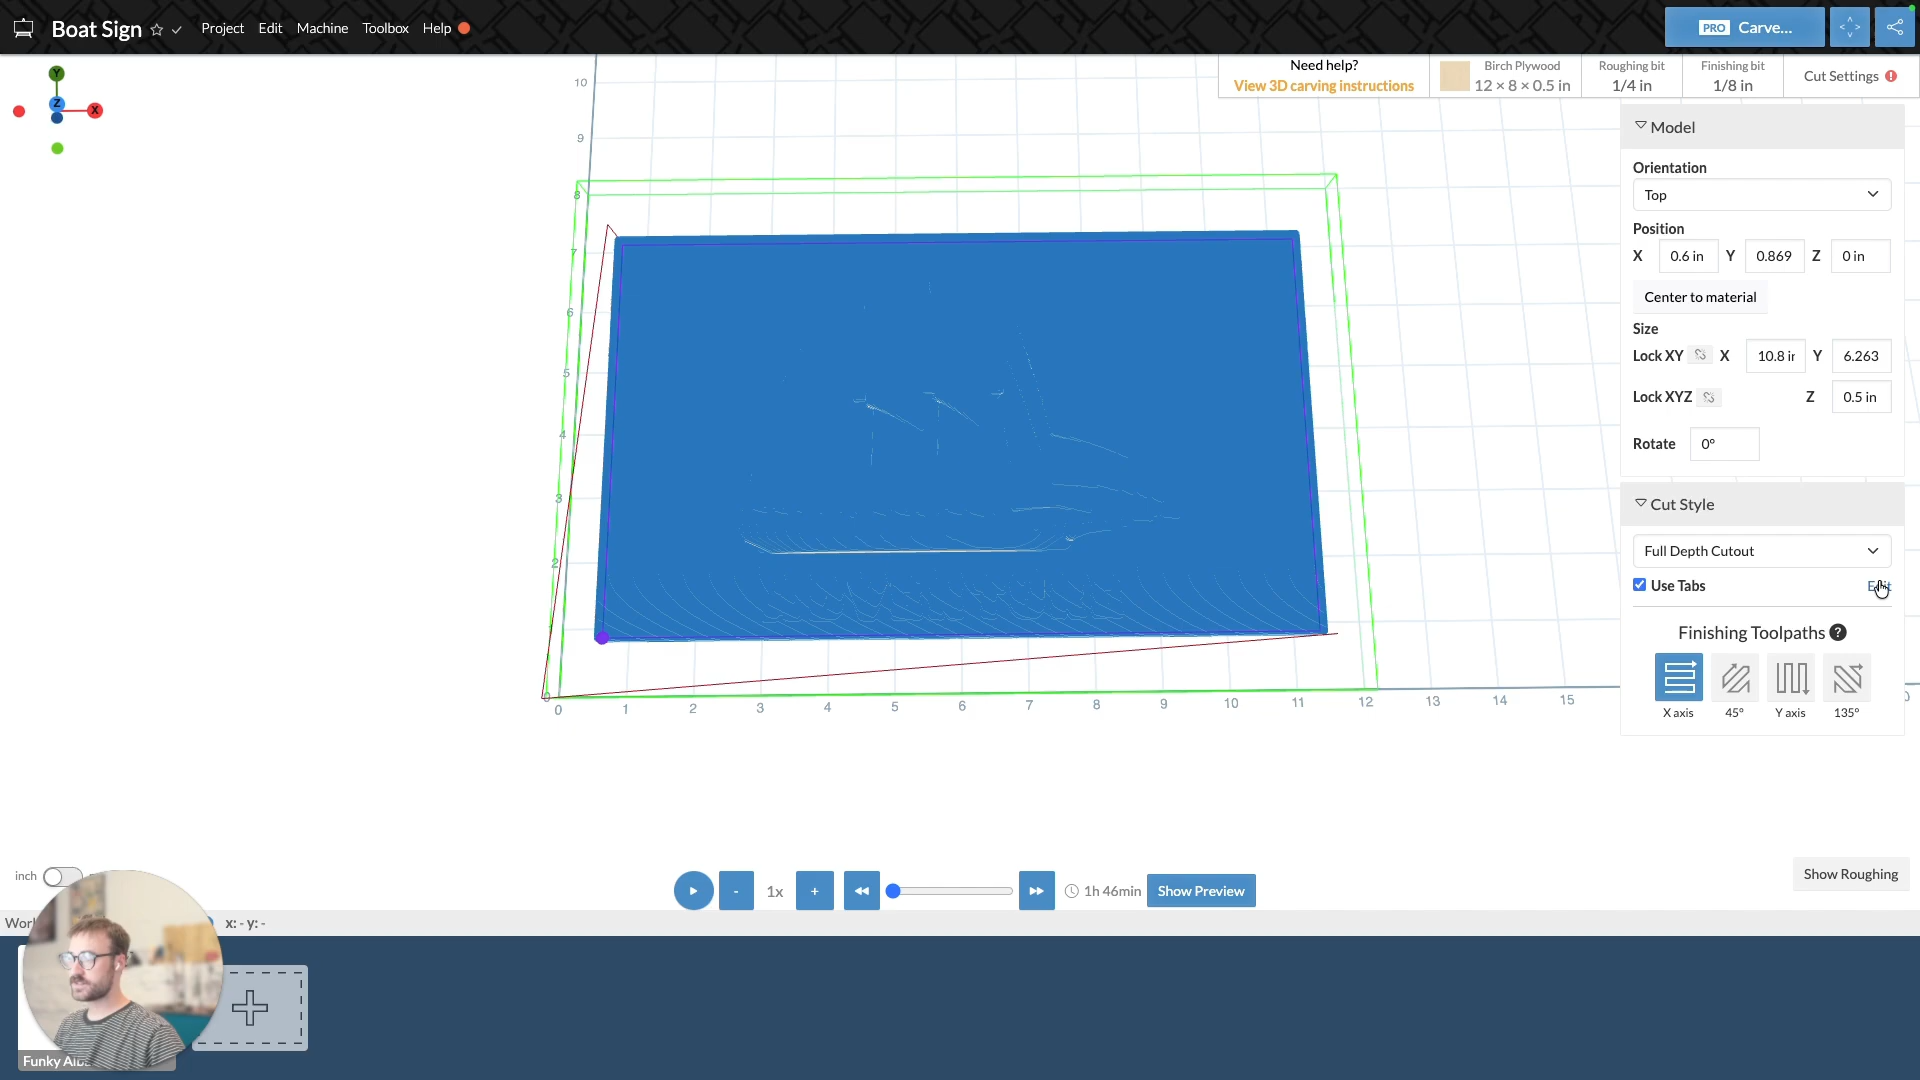 Boat Sign
Project Edit Machine Toolbox Help
PRO Carve...
Need help?
View 3D carving instructions
Birch Plywood
12 × 8 × 0.5 in
Roughing bit
1/4 in
Finishing bit
1/8 in
Cut Settings
Y
Z
X
10
9
8
7
6
5
4
3
2
0
0 1 2 3 4 5 6 7 8 9 10 11 12 13 14 15
Model
Orientation
Top
Position
X 0.6 in Y 0.869 Z 0 in
Center to material
Size
Lock XY X 10.8 in Y 6.263
Lock XYZ Z 0.5 in
Rotate 0°
Cut Style
Full Depth Cutout
Use Tabs Edit
Finishing Toolpaths ?
X axis 45° Y axis 135°
Show Roughing
inch
- 1x + 1h 46min Show Preview
x: - y: -
Funky